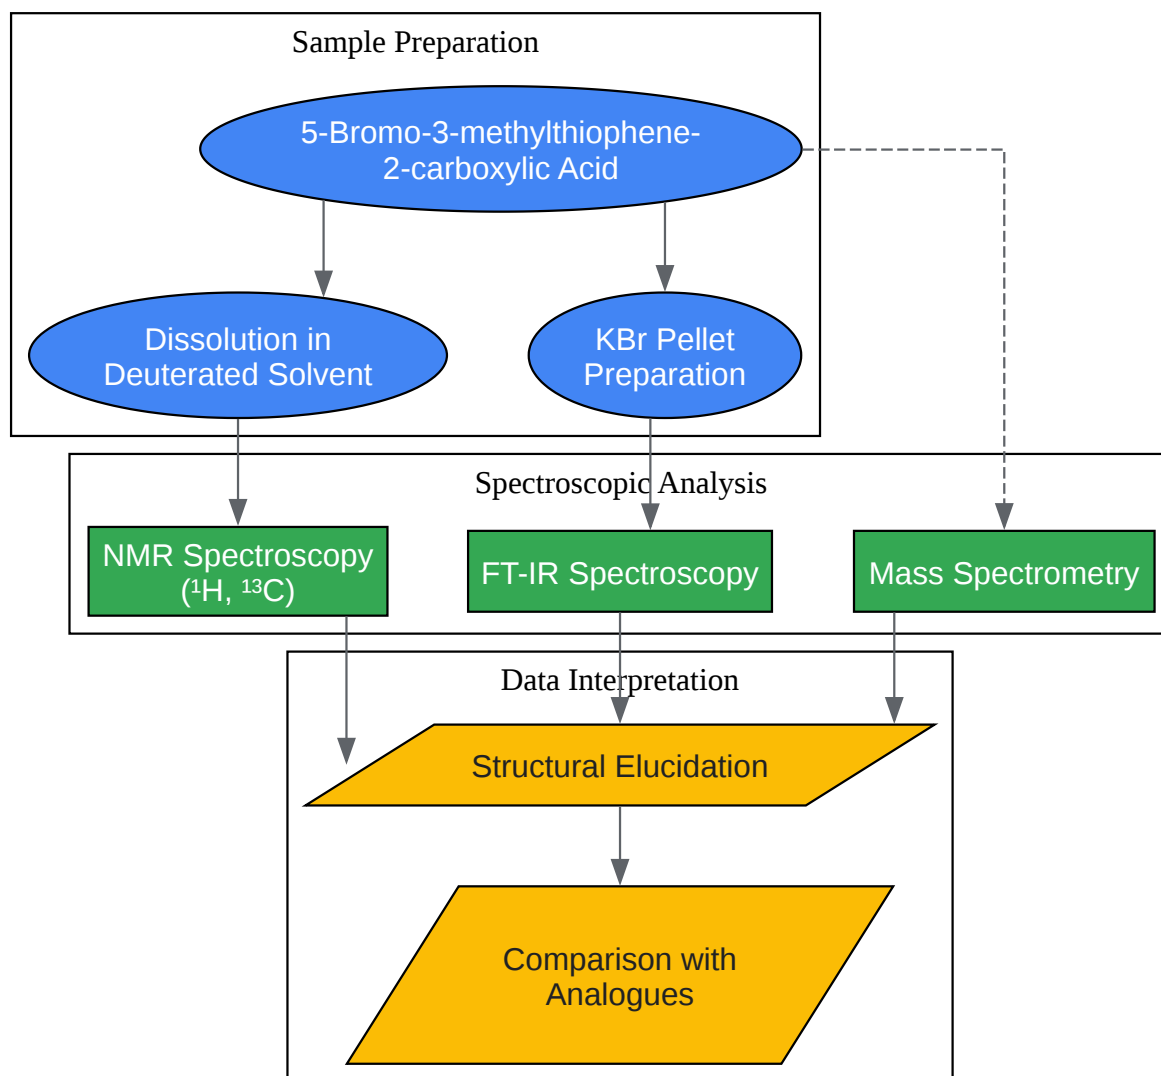 Sample Preparation
5-Bromo-3-methylthiophene-
2-carboxylic Acid
Dissolution in
Deuterated Solvent
KBr Pellet
Preparation
Spectroscopic Analysis
NMR Spectroscopy
(¹H, ¹³C)
FT-IR Spectroscopy
Mass Spectrometry
Data Interpretation
Structural Elucidation
Comparison with
Analogues